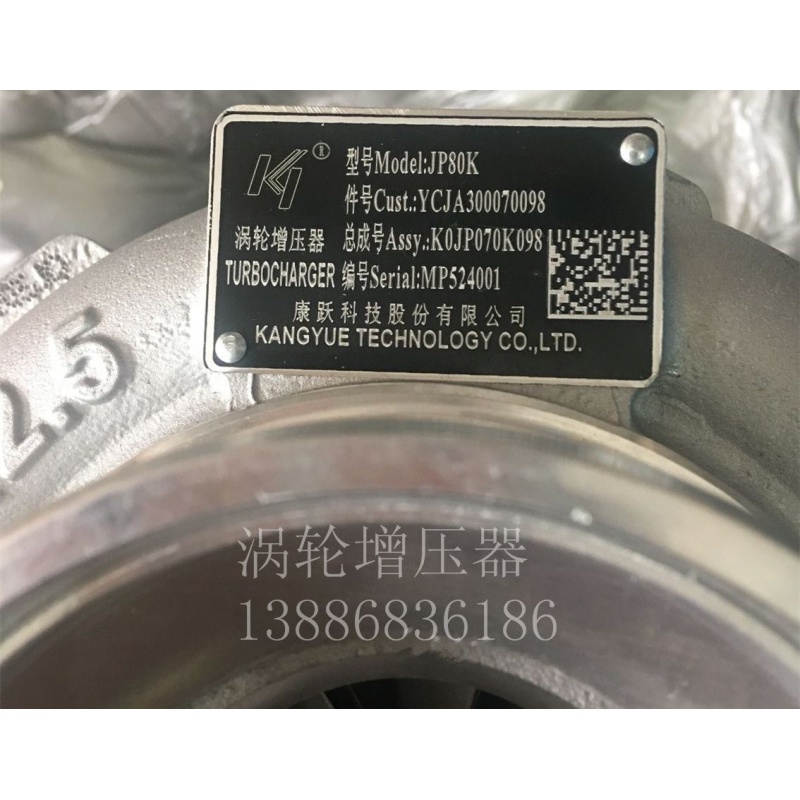 KY®
型号Model:JP80K
件号Cust.:YCJA300070098
涡轮增压器 总成号Assy.:K0JP070K098
TURBOCHARGER 编号Serial:MP524001
康跃科技股份有限公司
KANGYUE TECHNOLOGY CO.,LTD.
2.5
涡轮增压器
13886836186